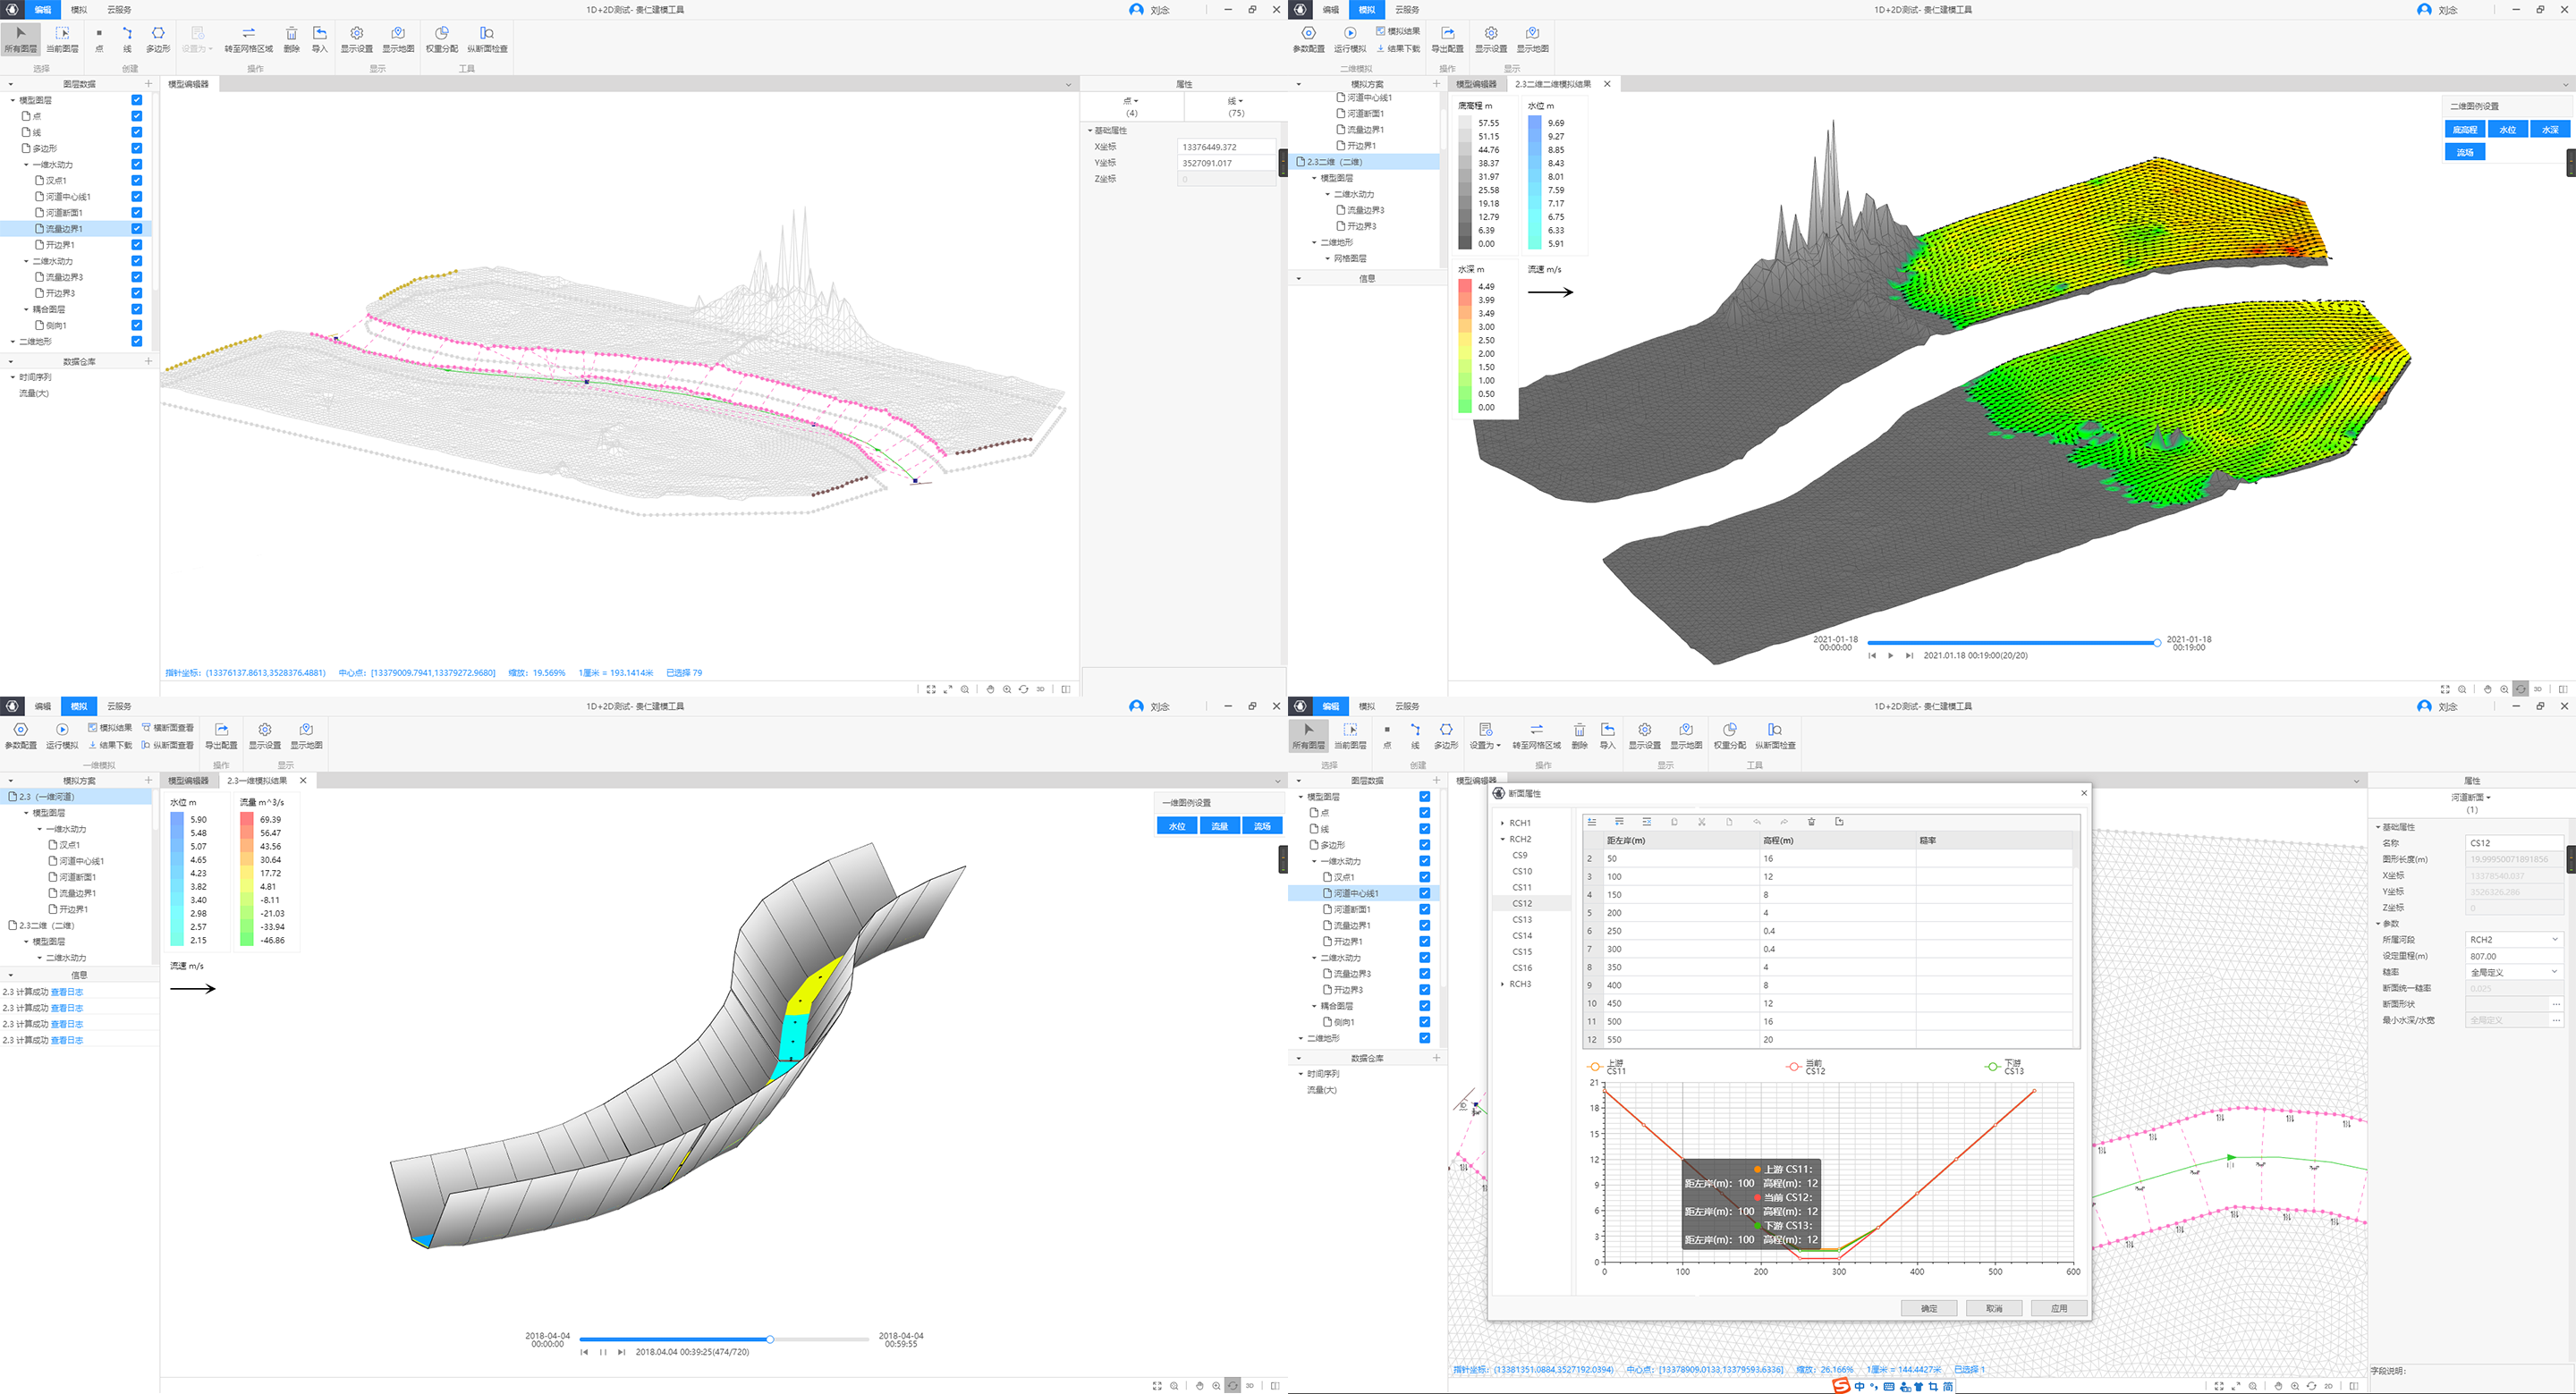 编辑 模拟 云服务 1D+2D测试- 麦仁建模工具 刘念
所有图层 当前图层 点 线 多边形 设置为 转至网格区域 删除 导入 显示设置 显示地图 权重分配 纵断面检查
选择 创建 操作 显示 工具
图层数据 模型编辑器 属性
模型图层
点
线
多边形
一维水动力
汊点1
河道中心线1
河道断面1
流量边界1
开边界1
二维水动力
流量边界3
开边界3
耦合图层
侧向1
二维地形
数据仓库
时间序列
流量(大)
点 线
(4) (75)
基础属性
X坐标 13376449.372
Y坐标 3527091.017
Z坐标 0
指针坐标：(13376137.8613,3528376.4881) 中心点：[13379009.7941,13379272.9680] 缩放：19.569% 1厘米 = 193.1414米 已选择 79
3D
编辑 模拟 云服务 1D+2D测试- 麦仁建模工具 刘念
参数配置 运行模拟 模拟结果 结果下载 导出配置 显示设置 显示地图
二维模拟 操作 显示
模拟方案 模型编辑器 2.3二维二维模拟结果
河道中心线1
河道断面1
流量边界1
开边界1
2.3二维（二维）
模型图层
二维水动力
流量边界3
开边界3
二维地形
网格图层
信息
底高程 m 水位 m
57.55 9.69
51.15 9.27
44.76 8.85
38.37 8.43
31.97 8.01
25.58 7.59
19.18 7.17
12.79 6.75
6.39 6.33
0.00 5.91
水深 m 流速 m/s
4.49
3.99
3.49
3.00
2.50
2.00
1.50
1.00
0.50
0.00
二维图例设置
底高程 水位 水深
流场
2021-01-18 00:00:00
2021-01-18 00:19:00
2021.01.18 00:19:00(20/20)
3D
编辑 模拟 云服务 1D+2D测试- 麦仁建模工具 刘念
参数配置 运行模拟 模拟结果 结果下载 横断面查看 纵断面查看 导出配置 显示设置 显示地图
一维模拟 操作 显示
模拟方案 模型编辑器 2.3一维模拟结果
2.3（一维河道）
模型图层
一维水动力
汊点1
河道中心线1
河道断面1
流量边界1
开边界1
2.3二维（二维）
模型图层
二维水动力
信息
2.3 计算成功 查看日志
2.3 计算成功 查看日志
2.3 计算成功 查看日志
2.3 计算成功 查看日志
水位 m 流量 m^3/s
5.90 69.39
5.48 56.47
5.07 43.56
4.65 30.64
4.23 17.72
3.82 4.81
3.40 -8.11
2.98 -21.03
2.57 -33.94
2.15 -46.86
流速 m/s
一维图例设置
水位 流量 流场
2018-04-04 00:00:00
2018-04-04 00:59:55
2018.04.04 00:39:25(474/720)
3D
编辑 模拟 云服务 1D+2D测试- 麦仁建模工具 刘念
所有图层 当前图层 点 线 多边形 设置为 转至网格区域 删除 导入 显示设置 显示地图 权重分配 纵断面检查
选择 创建 操作 显示 工具
图层数据 模型编辑器 属性
模型图层
点
线
多边形
一维水动力
汊点1
河道中心线1
河道断面1
流量边界1
开边界1
二维水动力
流量边界3
开边界3
耦合图层
侧向1
二维地形
数据仓库
时间序列
流量(大)
断面属性
RCH1
RCH2
CS9
CS10
CS11
CS12
CS13
CS14
CS15
CS16
RCH3
距左岸(m) 高程(m) 糙率
2 50 16
3 100 12
4 150 8
5 200 4
6 250 0.4
7 300 0.4
8 350 4
9 400 8
10 450 12
11 500 16
12 550 20
上游 CS11 当前 CS12 下游 CS13
21
18
15
12
9
6
3
0
0 100 200 300 400 500 600
上游 CS11：
距左岸(m)：100 高程(m)：12
当前 CS12：
距左岸(m)：100 高程(m)：12
下游 CS13：
距左岸(m)：100 高程(m)：12
确定 取消 应用
河道断面
(1)
基础属性
名称 CS12
图形长度(m) 19.99950071891856
X坐标 13378540.037
Y坐标 3526326.286
Z坐标 0
参数
所属河段 RCH2
设定里程(m) 807.00
糙率 全局定义
断面统一糙率 0.025
断面形状
最小水深/水宽 全局定义
字段说明：
指针坐标：(13381351.0884,3527192.0394) 中心点：[13378909.0133,13379593.6336] 缩放：26.166% 1厘米 = 144.4427米 已选择 1
中 简
2D